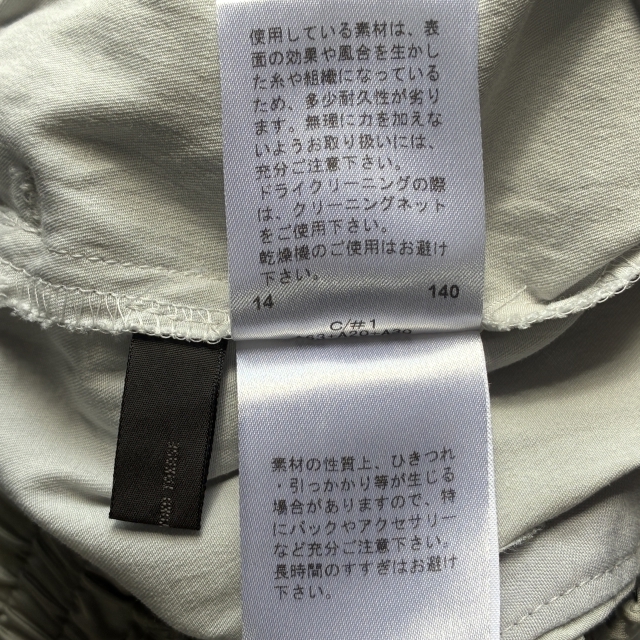 使用している素材は、表
面の効果や風合を生かし
た糸や組織になっている
ため、多少耐久性が劣り
ます。無理に力を加えな
いようお取り扱いには、
充分ご注意下さい。
ドライクリーニングの際
は、クリーニングネット
をご使用下さい。
乾燥機のご使用はお避け
下さい。
14 140
C/#1
素材の性質上、ひきつれ
・引っかかり等が生じる
場合がありますので、特
にバックやアクセサリー
など充分ご注意下さい。
長時間のすすぎはお避け